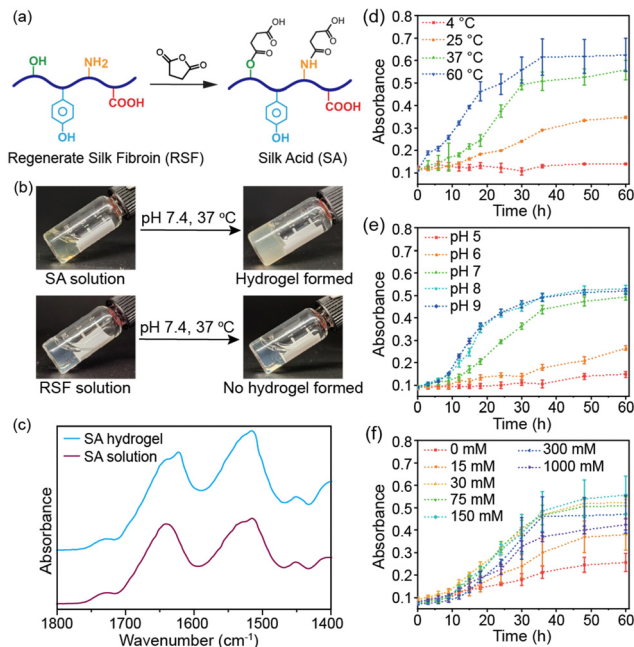 (a)
OH
NH2
COOH
OH
O
O
O
OH
O
O
O
OH
O
O
NH
COOH
OH
Regenerate Silk Fibroin (RSF)
Silk Acid (SA)
(b)
pH 7.4, 37 °C
SA solution
Hydrogel formed
pH 7.4, 37 °C
RSF solution
No hydrogel formed
(c)
SA hydrogel
SA solution
Absorbance
1800 1700 1600 1500 1400
Wavenumber (cm-1)
(d)
4 °C
25 °C
37 °C
60 °C
Absorbance
0.8
0.7
0.6
0.5
0.4
0.3
0.2
0.1
0 10 20 30 40 50 60
Time (h)
(e)
pH 5
pH 6
pH 7
pH 8
pH 9
Absorbance
0.8
0.7
0.6
0.5
0.4
0.3
0.2
0.1
0 10 20 30 40 50 60
Time (h)
(f)
0 mM
15 mM
30 mM
75 mM
150 mM
300 mM
1000 mM
Absorbance
0.8
0.7
0.6
0.5
0.4
0.3
0.2
0.1
0 10 20 30 40 50 60
Time (h)